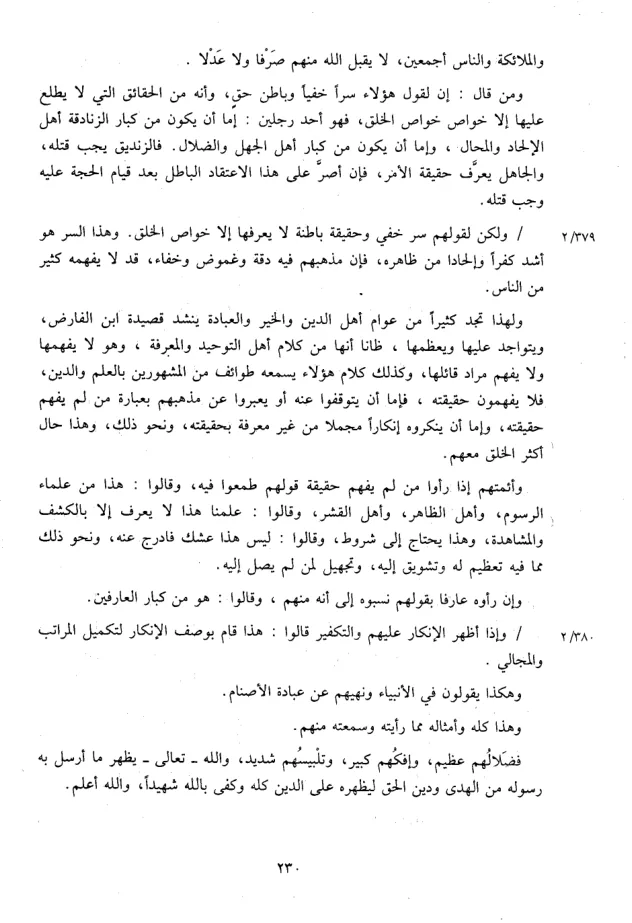 والملائكة والناس أجمعين، لا يقبل الله منهم صَرْفا ولا عَدْلا .
ومن قال : إن لقول هؤلاء سراً خفياً وباطن حق، وأنه من الحقائق التي لا يطلع
عليها إلا خواص خواص الخلق، فهو أحد رجلين : إما أن يكون من كبار الزنادقة أهل
الإلحاد والمحال ، وإما أن يكون من كبار أهل الجهل والضلال. فالزنديق يجب قتله،
والجاهل يعرَّف حقيقة الأمر، فإن أصرَّ على هذا الاعتقاد الباطل بعد قيام الحجة عليه
وجب قتله.
٢/٣٧٩ / ولكن لقولهم سر خفي وحقيقة باطنة لا يعرفها إلا خواص الخلق. وهذا السر هو
أشد كفراً وإلحادا من ظاهره، فإن مذهبهم فيه دقة وغموض وخفاء، قد لا يفهمه كثير
من الناس.
ولهذا تجد كثيراً من عوام أهل الدين والخير والعبادة ينشد قصيدة ابن الفارض،
ويتواجد عليها ويعظمها ، ظانا أنها من كلام أهل التوحيد والمعرفة ، وهو لا يفهمها
ولا يفهم مراد قائلها، وكذلك كلام هؤلاء يسمعه طوائف من المشهورين بالعلم والدين،
فلا يفهمون حقيقته ، فإما أن يتوقفوا عنه أو يعبروا عن مذهبهم بعبارة من لم يفهم
حقيقته، وإما أن ينكروه إنكاراً مجملا من غير معرفة بحقيقته، ونحو ذلك، وهذا حال
أكثر الخلق معهم.
وأئمتهم إذا رأوا من لم يفهم حقيقة قولهم طمعوا فيه، وقالوا : هذا من علماء
الرسوم، وأهل الظاهر، وأهل القشر، وقالوا : علمنا هذا لا يعرف إلا بالكشف
والمشاهدة، وهذا يحتاج إلى شروط، وقالوا : ليس هذا عشك فادرج عنه، ونحو ذلك
مما فيه تعظيم له وتشويق إليه، وتجهيل لمن لم يصل إليه.
وإن رأوه عارفا بقولهم نسبوه إلى أنه منهم ، وقالوا : هو من كبار العارفين.
٢/٣٨٠ / وإذا أظهر الإنكار عليهم والتكفير قالوا : هذا قام بوصف الإنكار لتكميل المراتب
والمجالي .
وهكذا يقولون في الأنبياء ونهيهم عن عبادة الأصنام.
وهذا كله وأمثاله مما رأيته وسمعته منهم.
فضَلالُهم عظيم، وإفكُهم كبير، وتلْبيسُهم شديد، والله ـ تعالى ـ يظهر ما أرسل به
رسوله من الهدى ودين الحق ليظهره على الدين كله وكفى بالله شهيداً، والله أعلم.
٢٣٠